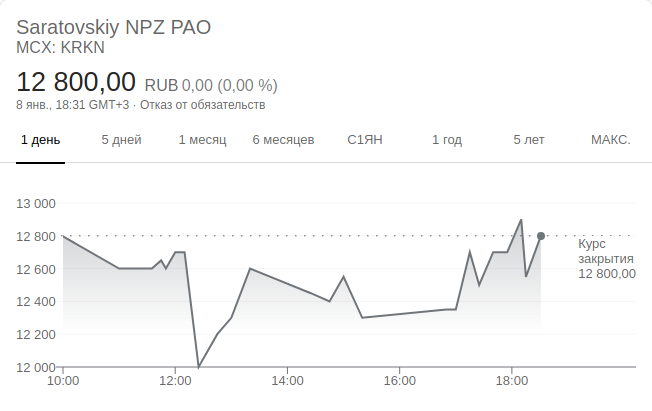 Saratovskiy NPZ PAO
MCX: KRKN
12 800,00 RUB 0,00 (0,00 %)
8 янв., 18:31 GMT+3 · Отказ от обязательств
1 день 5 дней 1 месяц 6 месяцев С1ЯН 1 год 5 лет МАКС.
13 000
12 800
12 600
12 400
12 200
12 000
Курс
закрытия
12 800,00
10:00 12:00 14:00 16:00 18:00